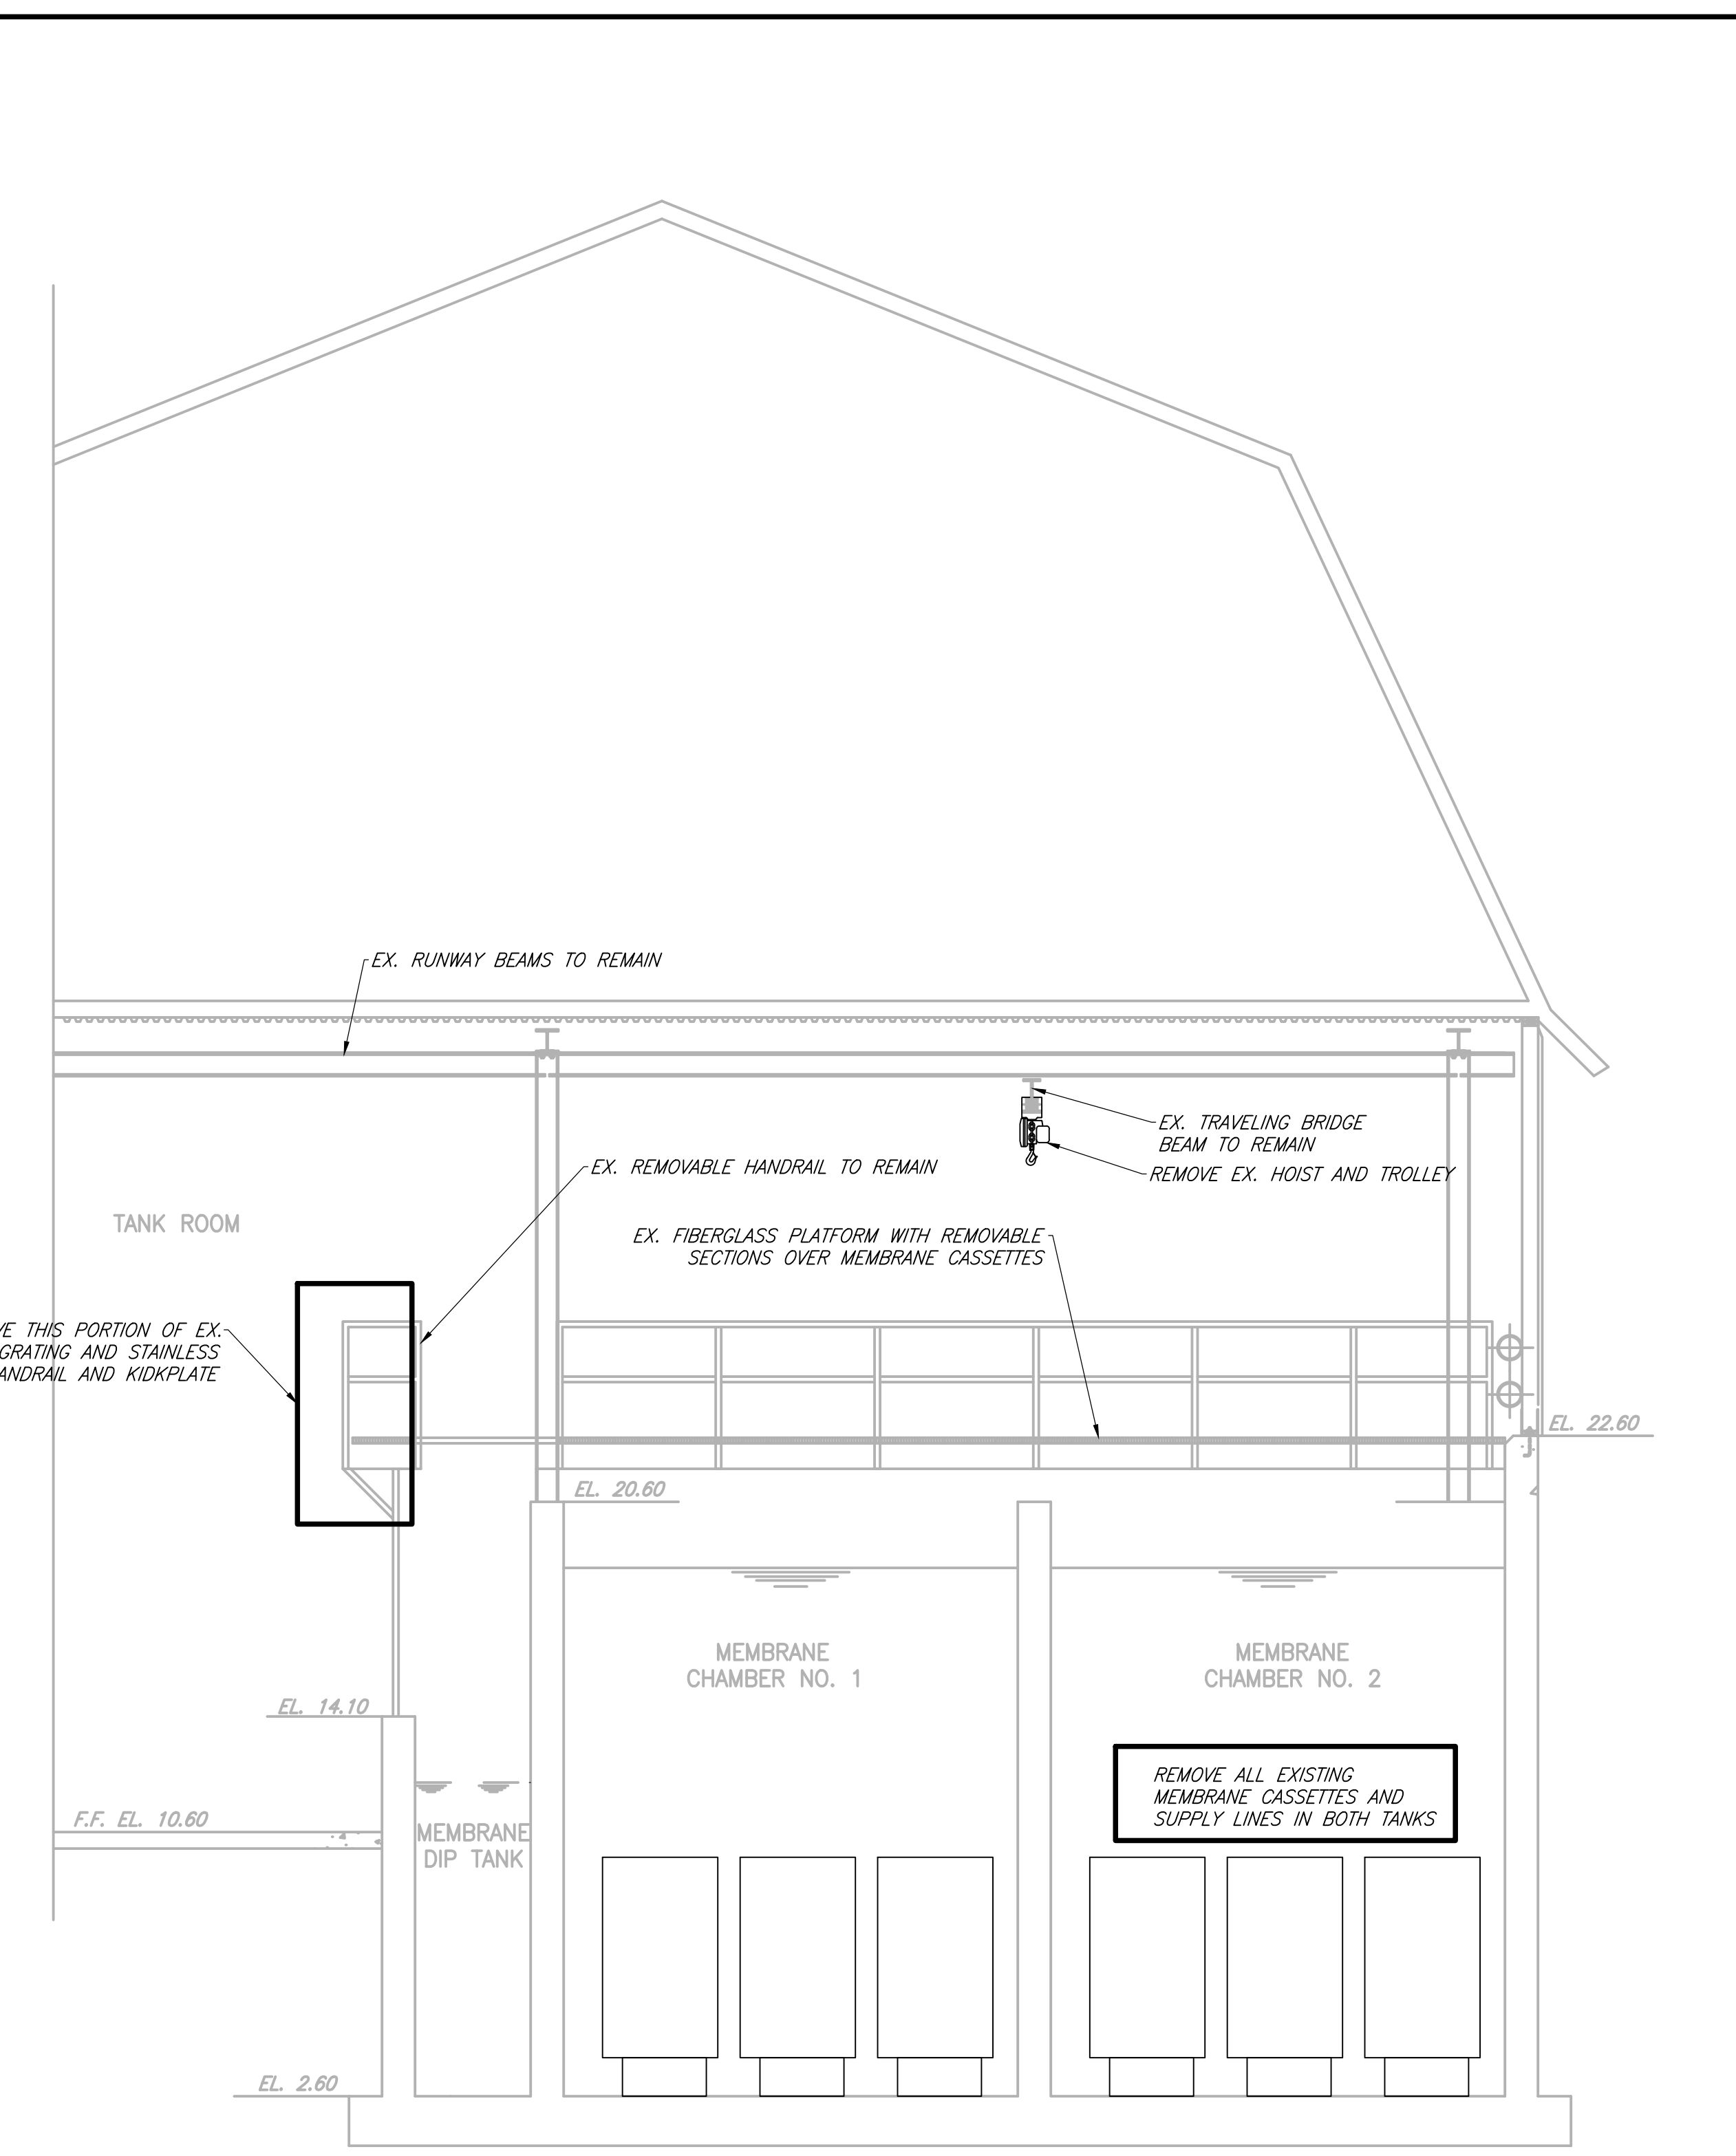 EX. RUNWAY BEAMS TO REMAIN
EX. TRAVELING BRIDGE
BEAM TO REMAIN
REMOVE EX. HOIST AND TROLLEY
EX. REMOVABLE HANDRAIL TO REMAIN
TANK ROOM
EX. FIBERGLASS PLATFORM WITH REMOVABLE
SECTIONS OVER MEMBRANE CASSETTES
THIS PORTION OF EX.
GRATING AND STAINLESS
AND KIDKPLATE
EL. 22.60
EL. 20.60
MEMBRANE
CHAMBER NO. 1
MEMBRANE
CHAMBER NO. 2
EL. 14.10
REMOVE ALL EXISTING
MEMBRANE CASSETTES AND
SUPPLY LINES IN BOTH TANKS
F.F. EL. 10.60
MEMBRANE
DIP TANK
EL. 2.60